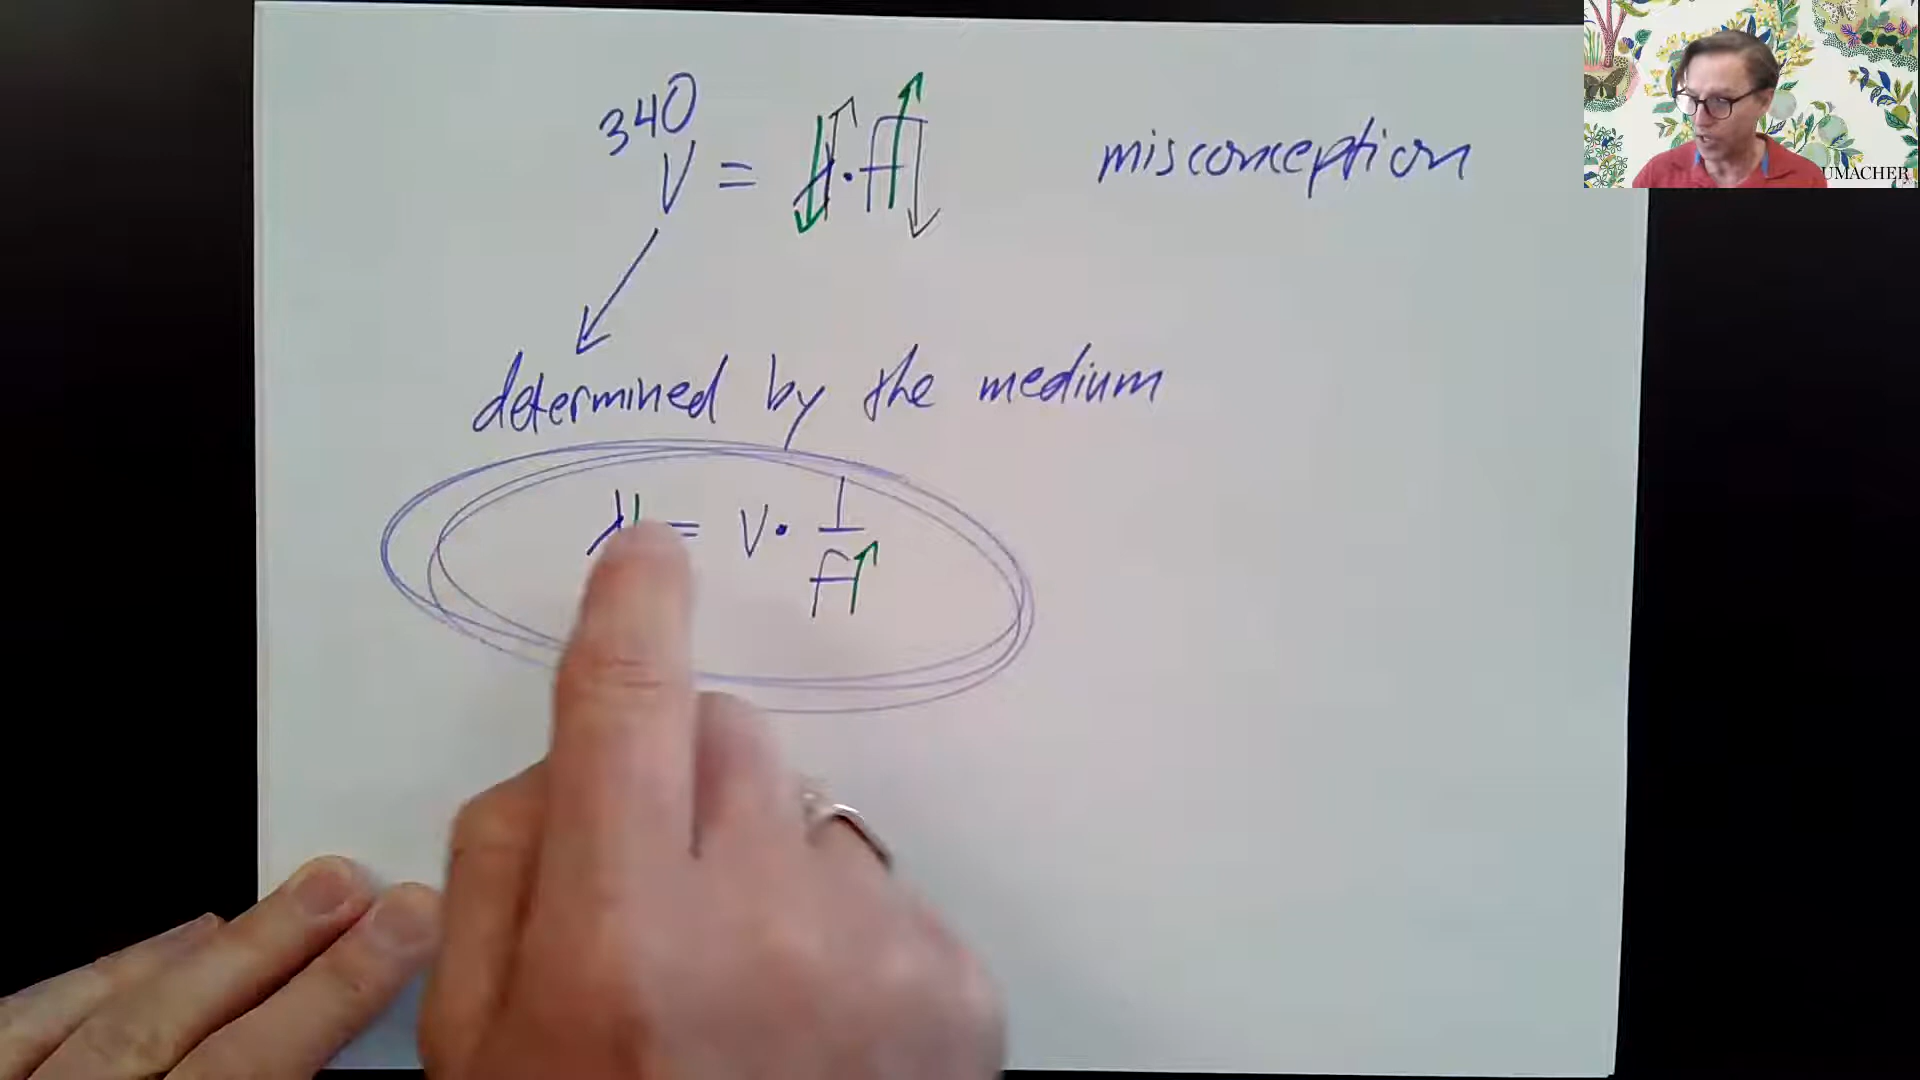 340
V = λ · f misconception
determined by the medium
λ = V · 1
f
UMACHER